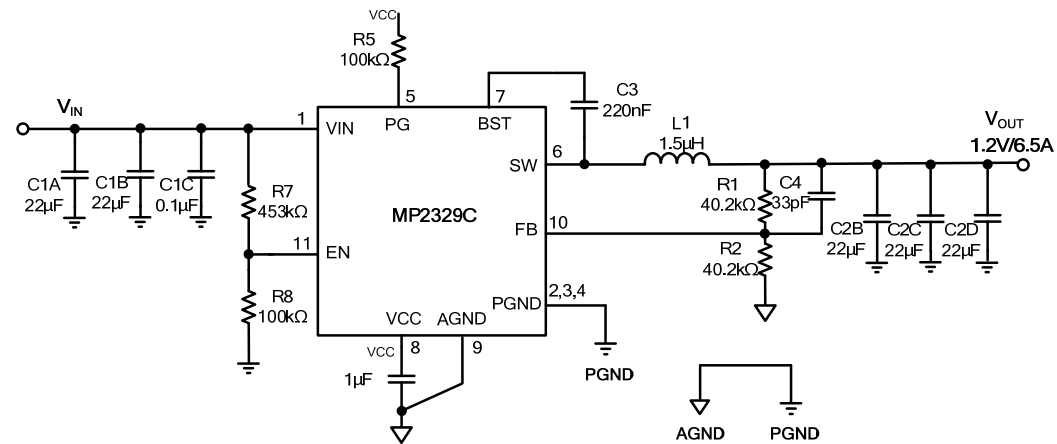 VCC
R5
100kΩ
5
7
C3
220nF
VIN
1
VIN
PG
BST
L1
1.5μH
VOUT
1.2V/6.5A
6
SW
C1A
22μF
C1B
22μF
C1C
0.1μF
R7
453kΩ
MP2329C
R1
40.2kΩ
C4
33pF
FB
10
C2B
22μF
C2C
22μF
C2D
22μF
11
EN
R2
40.2kΩ
R8
100kΩ
PGND
2,3,4
VCC
AGND
VCC
8
9
1μF
PGND
AGND
PGND